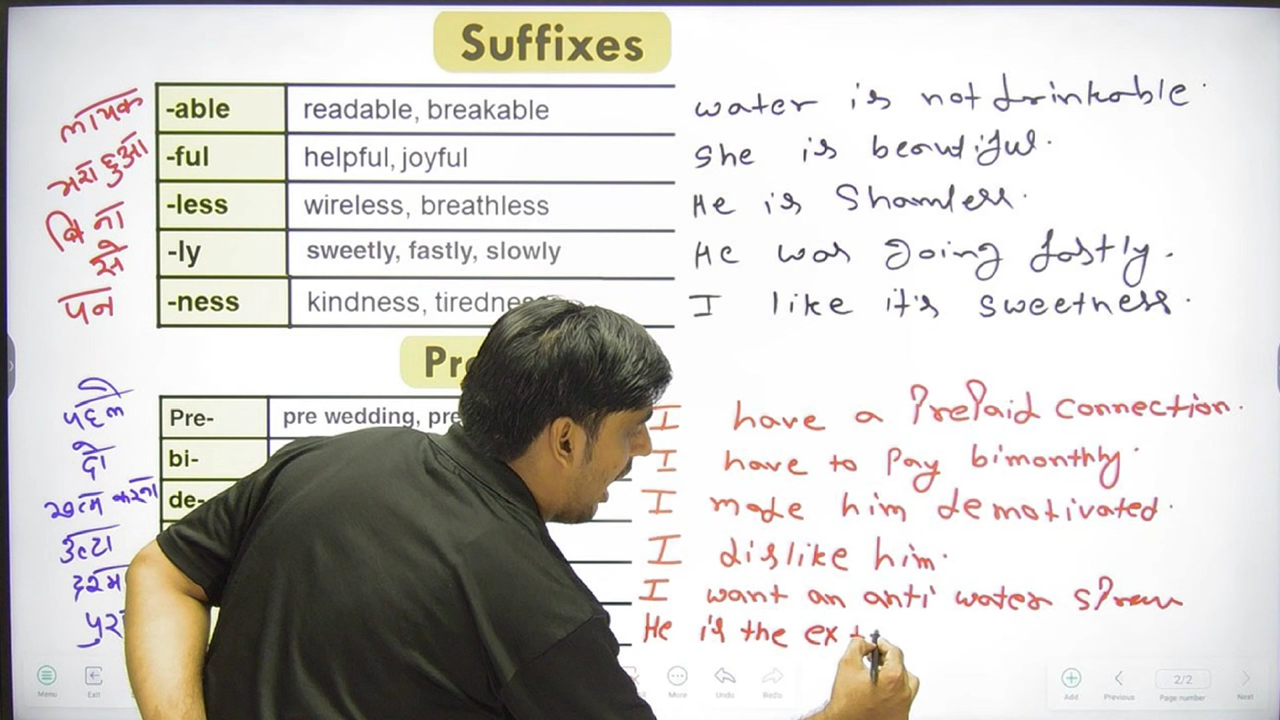 Suffixes
लायक -able readable, breakable water is not drinkable.
भरा हुआ -ful helpful, joyful She is beautiful.
बिना -less wireless, breathless He is Shamless.
से -ly sweetly, fastly, slowly He was going fastly.
पन -ness kindness, I like it's sweetness.
पहले Pre- pre wedding, I have a PrePaid connection.
दो bi- I have to Pay bimonthly.
खत्म करना de- I made him demotivated.
उल्टा I dislike him.
I want an anti water
He is the ex
Menu Exit More Undo Redo Add Previous 2/2 Page number Next